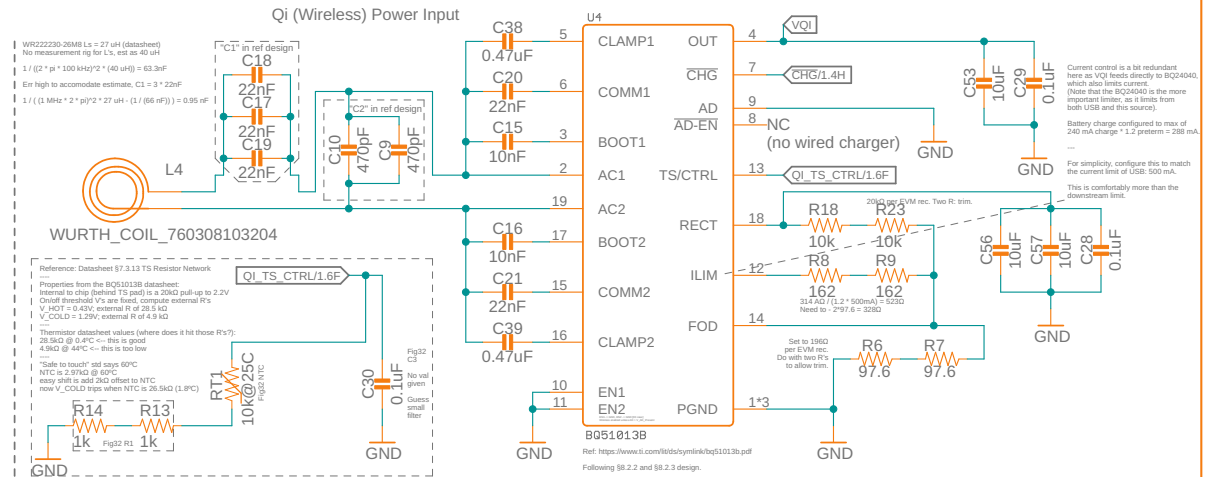 Qi (Wireless) Power Input
WR222230-26M8 Ls = 27 uH (datasheet)
No measurement rig for L's, est as 40 uH
1 / ((2 * pi * 100 kHz)^2 * (40 uH)) = 63.3nF
Err high to accomodate estimate, C1 = 3 * 22nF
1 / ( (1 MHz * 2 * pi)^2 * 27 uH - (1 / (66 nF)) = 0.95 nF
"C1" in ref design
C18
22nF
C17
22nF
C19
22nF
"C2" in ref design
C10
470pF
C9
470pF
L4
WURTH_COIL_760308103204
C38
0.47uF
C20
22nF
C15
10nF
C16
10nF
C21
22nF
C39
0.47uF
U4
5 CLAMP1
6 COMM1
3 BOOT1
2 AC1
19 AC2
17 BOOT2
15 COMM2
16 CLAMP2
10 EN1
11 EN2
GND
OUT 4
CHG 7
AD 9
AD-EN 8
TS/CTRL 13
RECT 18
ILIM 12
FOD 14
PGND 1*3
BQ51013B
Ref: https://www.ti.com/lit/ds/symlink/bq51013b.pdf
Following §8.2.2 and §8.2.3 design.
VQI
CHG/1.4H
NC
(no wired charger)
GND
QI_TS_CTRL/1.6F
C53
10uF
C29
0.1uF
GND
Current control is a bit redundant
here as VQI feeds directly to BQ24040,
which also limits current.
(Note that the BQ24040 is the more
important limiter, as it limits from
both USB and this source).
Battery charge configured to max of
240 mA charge * 1.2 preterm = 288 mA.
---
For simplicity, configure this to match
the current limit of USB: 500 mA.
This is comfortably more than the
downstream limit.
20kΩ per EVM rec. Two R: trim.
R18
10k
R23
10k
R8
162
R9
162
314 AΩ / (1.2 * 500mA) = 523Ω
Need to - 2*97.6 = 328Ω
C56
10uF
C57
10uF
C28
0.1uF
GND
Set to 196Ω
per EVM rec.
Do with two R's
to allow trim.
R6
97.6
R7
97.6
GND
Reference: Datasheet §7.3.13 TS Resistor Network
----
Properties from the BQ51013B datasheet:
Internal to chip (behind TS pad) is a 20kΩ pull-up to 2.2V
On/off threshold V's are fixed, compute external R's
V_HOT = 0.43V; external R of 28.5 kΩ
V_COLD = 1.29V; external R of 4.9 kΩ
----
Thermistor datasheet values (where does it hit those R's?):
28.5kΩ @ 0.4ºC <-- this is good
4.9kΩ @ 44ºC <-- this is too low
----
"Safe to touch" std says 60ºC
NTC is 2.97kΩ @ 60ºC
easy shift is add 2kΩ offset to NTC
now V_COLD trips when NTC is 26.5kΩ (1.8ºC)
QI_TS_CTRL/1.6F
RT1
10k@25C
Fig32 NTC
C30
0.1uF
Fig32
C3
No val
given
Guess
small
filter
R14
1k
R13
1k
Fig32 R1
GND
GND